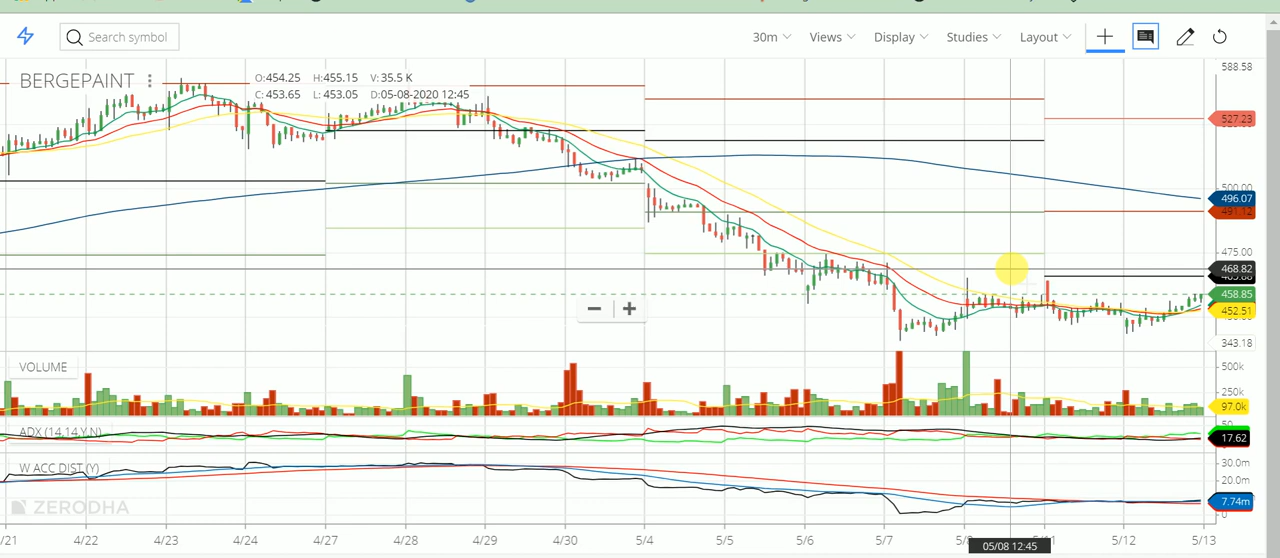 Search symbol
30m
Views
Display
Studies
Layout
BERGEPAINT
O:454.25 H:455.15 V:35.5 K
C:453.65 L:453.05 D:05-08-2020 12:45
588.58
527.23
500.00
496.07
491.12
475.00
468.82
458.85
452.51
343.18
VOLUME
500k
250k
97.0k
ADX (14,14,Y,N)
50
17.62
W ACC DIST (Y)
30.0m
20.0m
7.74m
0
ZERODHA
/21 4/22 4/23 4/24 4/27 4/28 4/29 4/30 5/4 5/5 5/6 5/7 5/12 5/13
05/08 12:45